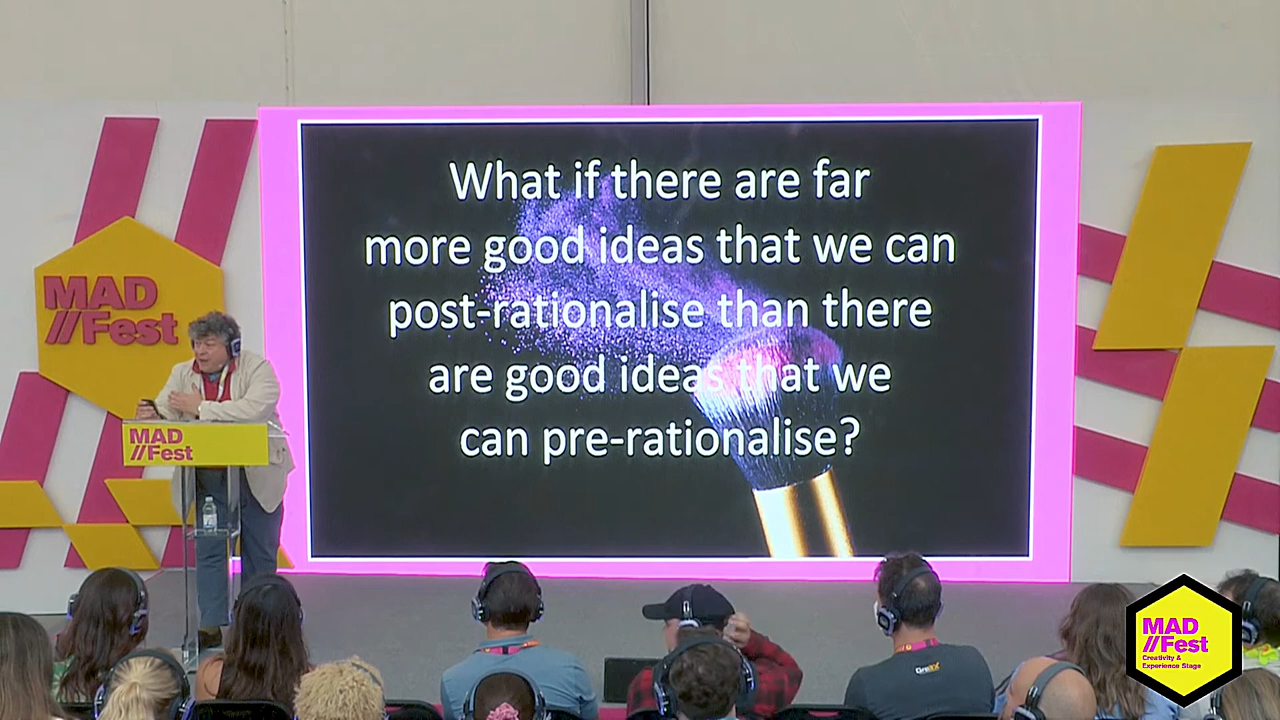 What if there are far
more good ideas that we can
post-rationalise than there
are good ideas that we
can pre-rationalise?
MAD
//Fest
MAD
//Fest
MAD
//Fest
Creativity &
Experience Stage